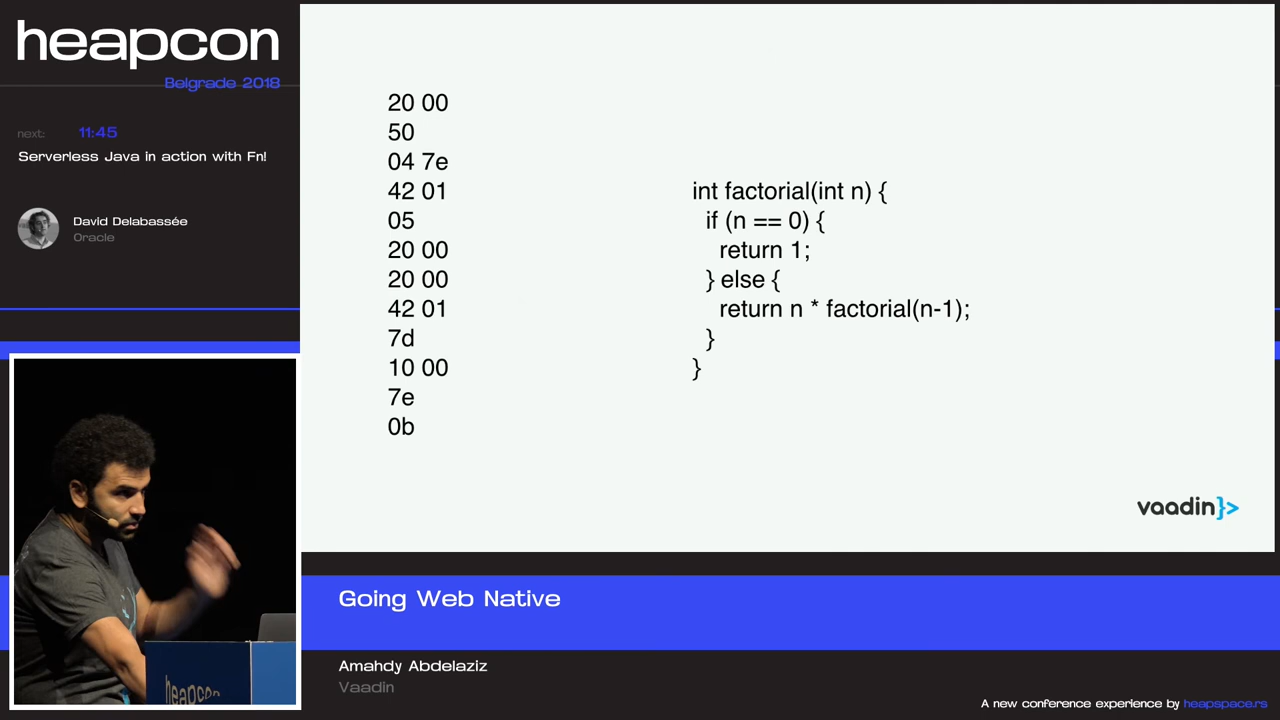 heapcon
Belgrade 2018
next: 11:45
Serverless Java in action with Fn!
David Delabassée
Oracle
20 00
50
04 7e
42 01
05
20 00
20 00
42 01
7d
10 00
7e
0b
int factorial(int n) {
if (n == 0) {
return 1;
} else {
return n * factorial(n-1);
}
}
vaadin}>
heapcon
Going Web Native
Amahdy Abdelaziz
Vaadin
A new conference experience by heapspace.rs